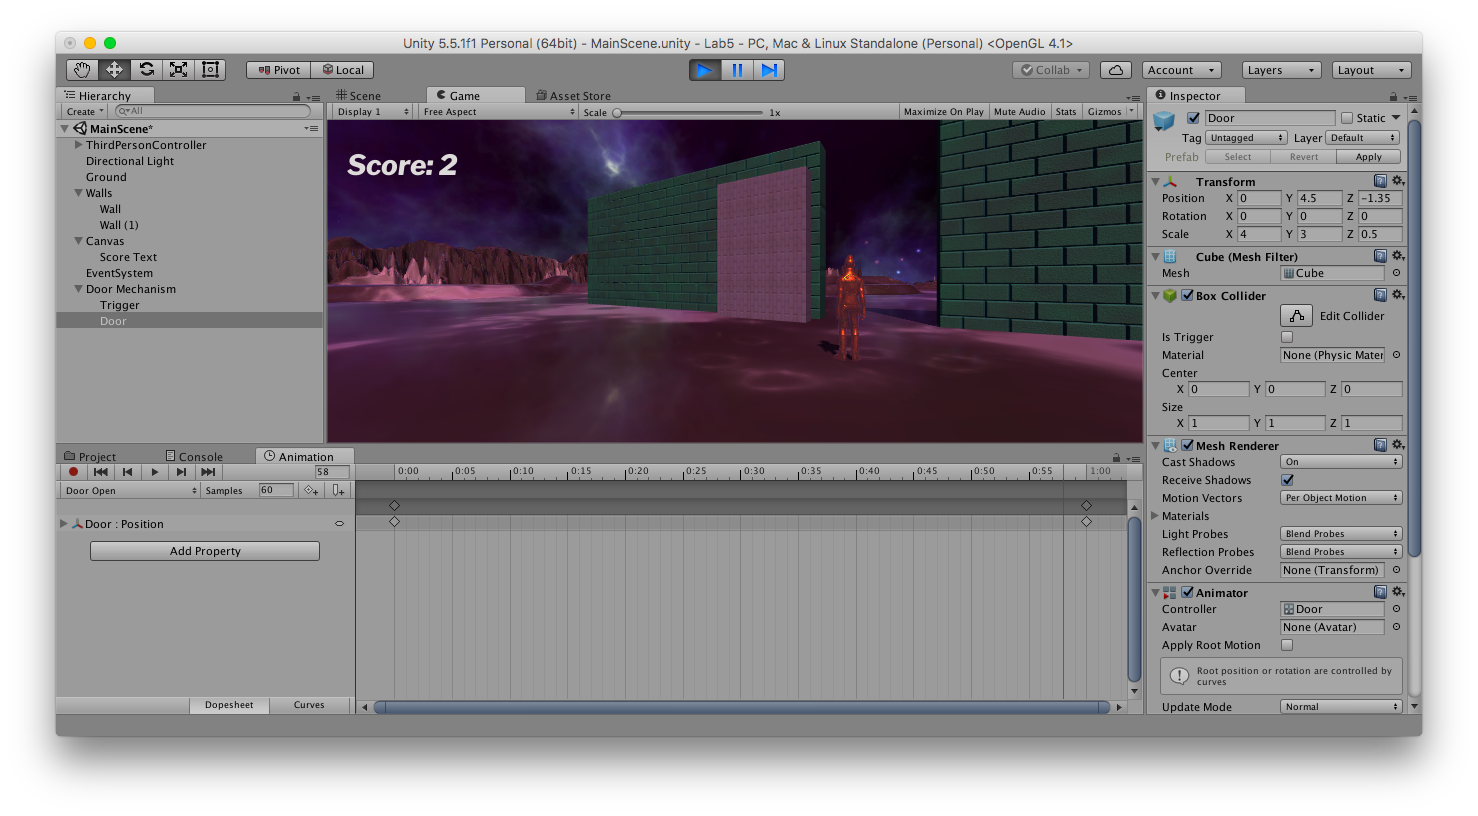 Unity 5.5.1f1 Personal (64bit) - MainScene.unity - Lab5 - PC, Mac & Linux Standalone (Personal) <OpenGL 4.1>
Pivot Local Collab Account Layers Layout
Hierarchy
Create All
MainScene*
ThirdPersonController
Directional Light
Ground
Walls
Wall
Wall (1)
Canvas
Score Text
EventSystem
Door Mechanism
Trigger
Door
Scene Game Asset Store
Display 1 Free Aspect Scale 1x Maximize On Play Mute Audio Stats Gizmos
Score: 2
Inspector
Door Static
Tag Untagged Layer Default
Prefab Select Revert Apply
Transform
Position X 0 Y 4.5 Z -1.35
Rotation X 0 Y 0 Z 0
Scale X 4 Y 3 Z 0.5
Cube (Mesh Filter)
Mesh Cube
Box Collider
Edit Collider
Is Trigger
Material None (Physic Mater
Center
X 0 Y 0 Z 0
Size
X 1 Y 1 Z 1
Mesh Renderer
Cast Shadows On
Receive Shadows
Motion Vectors Per Object Motion
Materials
Light Probes Blend Probes
Reflection Probes Blend Probes
Anchor Override None (Transform)
Animator
Controller Door
Avatar None (Avatar)
Apply Root Motion
Root position or rotation are controlled by
curves
Update Mode Normal
Project Console Animation
58 0:00 0:05 0:10 0:15 0:20 0:25 0:30 0:35 0:40 0:45 0:50 0:55 1:00
Door Open Samples 60
Door : Position
Add Property
Dopesheet Curves